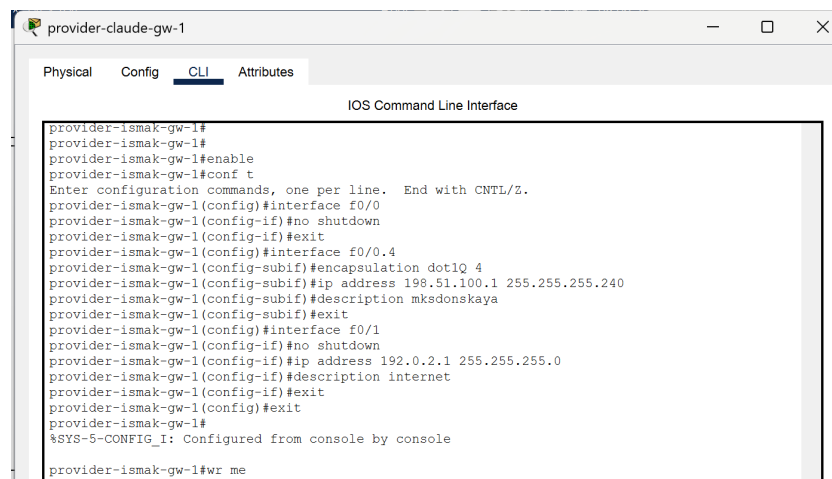 provider-claude-gw-1
Physical Config CLI Attributes
IOS Command Line Interface
provider-ismak-gw-1#
provider-ismak-gw-1#
provider-ismak-gw-1#enable
provider-ismak-gw-1#conf t
Enter configuration commands, one per line.  End with CNTL/Z.
provider-ismak-gw-1(config)#interface f0/0
provider-ismak-gw-1(config-if)#no shutdown
provider-ismak-gw-1(config-if)#exit
provider-ismak-gw-1(config)#interface f0/0.4
provider-ismak-gw-1(config-subif)#encapsulation dot1Q 4
provider-ismak-gw-1(config-subif)#ip address 198.51.100.1 255.255.255.240
provider-ismak-gw-1(config-subif)#description mksdonskaya
provider-ismak-gw-1(config-subif)#exit
provider-ismak-gw-1(config)#interface f0/1
provider-ismak-gw-1(config-if)#no shutdown
provider-ismak-gw-1(config-if)#ip address 192.0.2.1 255.255.255.0
provider-ismak-gw-1(config-if)#description internet
provider-ismak-gw-1(config-if)#exit
provider-ismak-gw-1(config)#exit
provider-ismak-gw-1#
%SYS-5-CONFIG_I: Configured from console by console
provider-ismak-gw-1#wr me